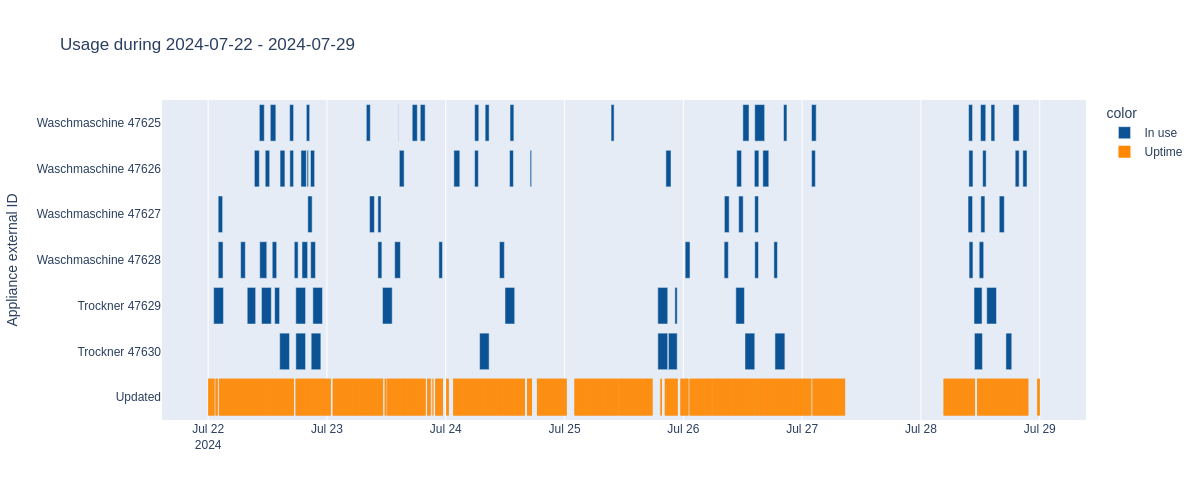 Usage during 2024-07-22 - 2024-07-29
color
In use
Uptime
Appliance external ID
Waschmaschine 47625
Waschmaschine 47626
Waschmaschine 47627
Waschmaschine 47628
Trockner 47629
Trockner 47630
Updated
Jul 22 Jul 23 Jul 24 Jul 25 Jul 26 Jul 27 Jul 28 Jul 29
2024